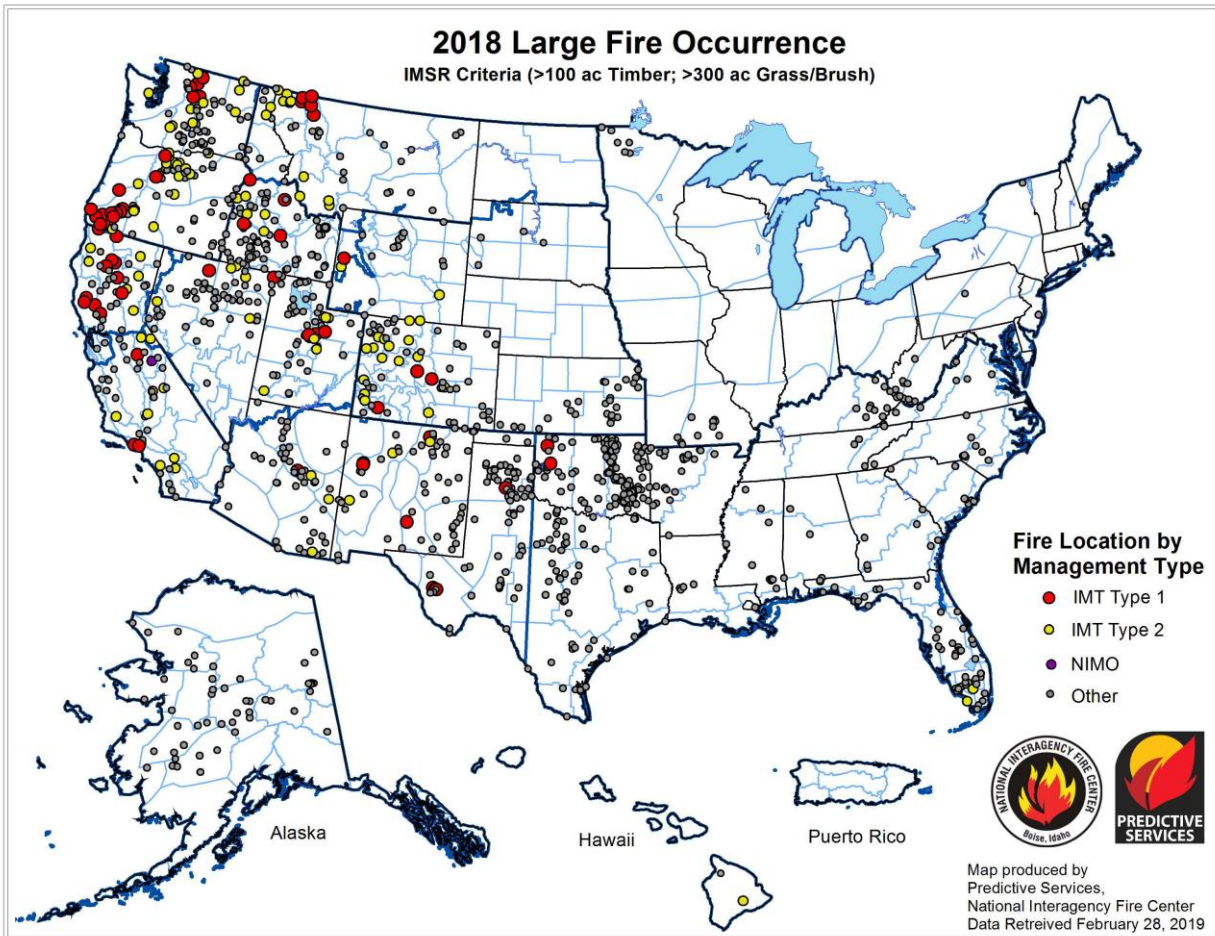 2018 Large Fire Occurrence
IMSR Criteria (>100 ac Timber; >300 ac Grass/Brush)
Fire Location by
Management Type
IMT Type 1
IMT Type 2
NIMO
Other
Alaska
Hawaii
Puerto Rico
NATIONAL INTERAGENCY FIRE CENTER
Boise, Idaho
PREDICTIVE
SERVICES
Map produced by
Predictive Services,
National Interagency Fire Center
Data Retreived February 28, 2019